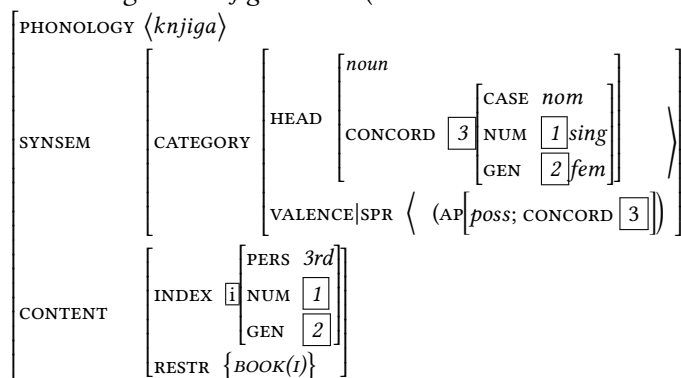 PHONOLOGY ⟨knjiga⟩
noun
CASE nom
HEAD
CONCORD 3 NUM 1 sing
SYNSEM CATEGORY
GEN 2 fem
VALENCE|SPR ⟨ (AP[poss; CONCORD 3]) ⟩
PERS 3rd
INDEX i NUM 1
CONTENT
GEN 2
RESTR {BOOK(I)}